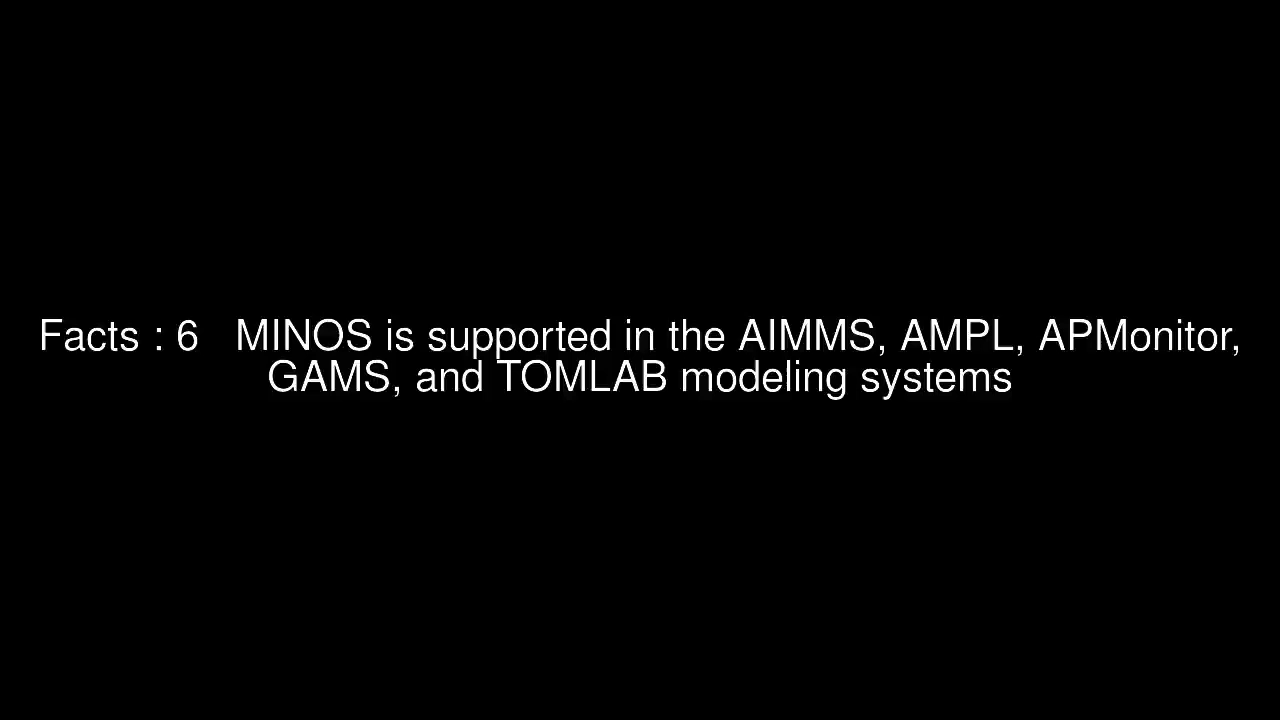 Facts : 6   MINOS is supported in the AIMMS, AMPL, APMonitor,
GAMS, and TOMLAB modeling systems